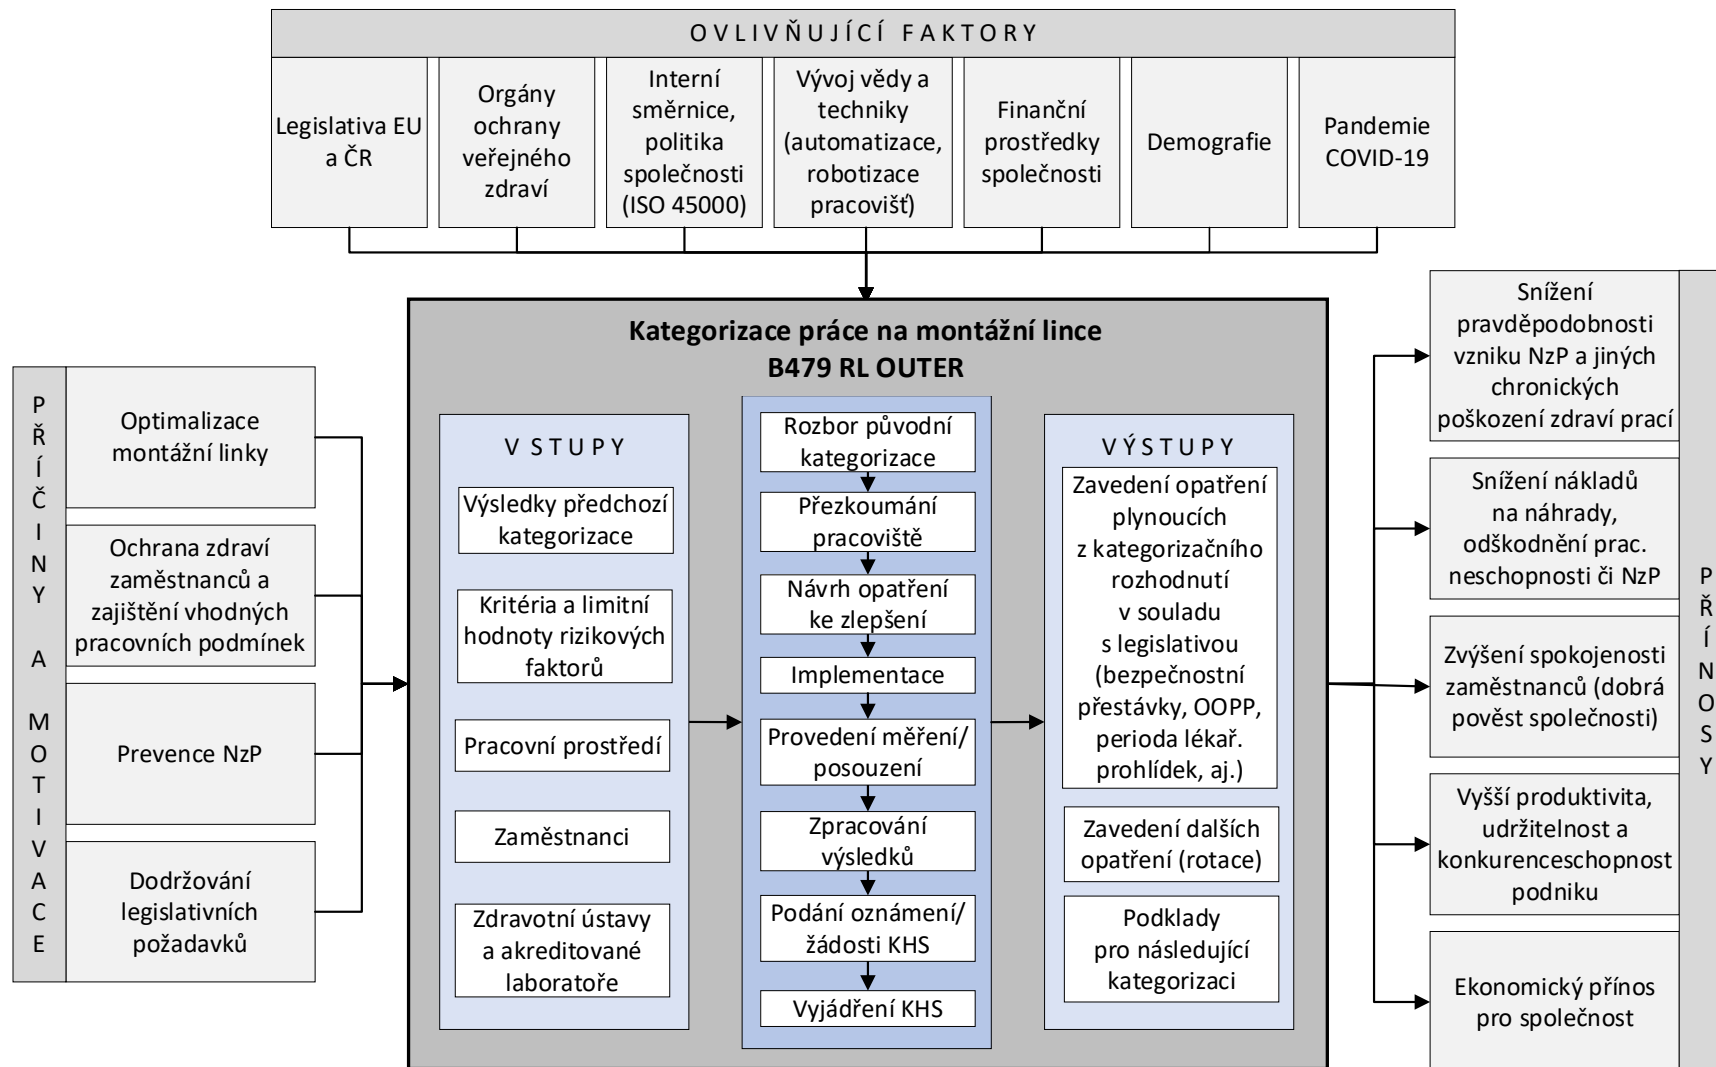 OVLIVŇUJÍCÍ FAKTORY
Legislativa EU
a ČR
Orgány
ochrany
veřejného
zdraví
Interní
směrnice,
politika
společnosti
(ISO 45000)
Vývoj vědy a
techniky
(automatizace,
robotizace
pracovišť)
Finanční
prostředky
společnosti
Demografie
Pandemie
COVID-19
PŘÍČINY A MOTIVACE
Optimalizace
montážní linky
Ochrana zdraví
zaměstnanců a
zajištění vhodných
pracovních podmínek
Prevence NzP
Dodržování
legislativních
požadavků
Kategorizace práce na montážní lince
B479 RL OUTER
VSTUPY
Výsledky předchozí
kategorizace
Kritéria a limitní
hodnoty rizikových
faktorů
Pracovní prostředí
Zaměstnanci
Zdravotní ústavy
a akreditované
laboratoře
Rozbor původní
kategorizace
Přezkoumání
pracoviště
Návrh opatření
ke zlepšení
Implementace
Provedení měření/
posouzení
Zpracování
výsledků
Podání oznámení/
žádosti KHS
Vyjádření KHS
VÝSTUPY
Zavedení opatření
plynoucích
z kategorizačního
rozhodnutí
v souladu
s legislativou
(bezpečnostní
přestávky, OOPP,
perioda lékař.
prohlídek, aj.)
Zavedení dalších
opatření (rotace)
Podklady
pro následující
kategorizaci
Snížení
pravděpodobnosti
vzniku NzP a jiných
chronických
poškození zdraví prací
Snížení nákladů
na náhrady,
odškodnění prac.
neschopnosti či NzP
Zvýšení spokojenosti
zaměstnanců (dobrá
pověst společnosti)
Vyšší produktivita,
udržitelnost a
konkurenceschopnost
podniku
Ekonomický přínos
pro společnost
PŘÍNOSY